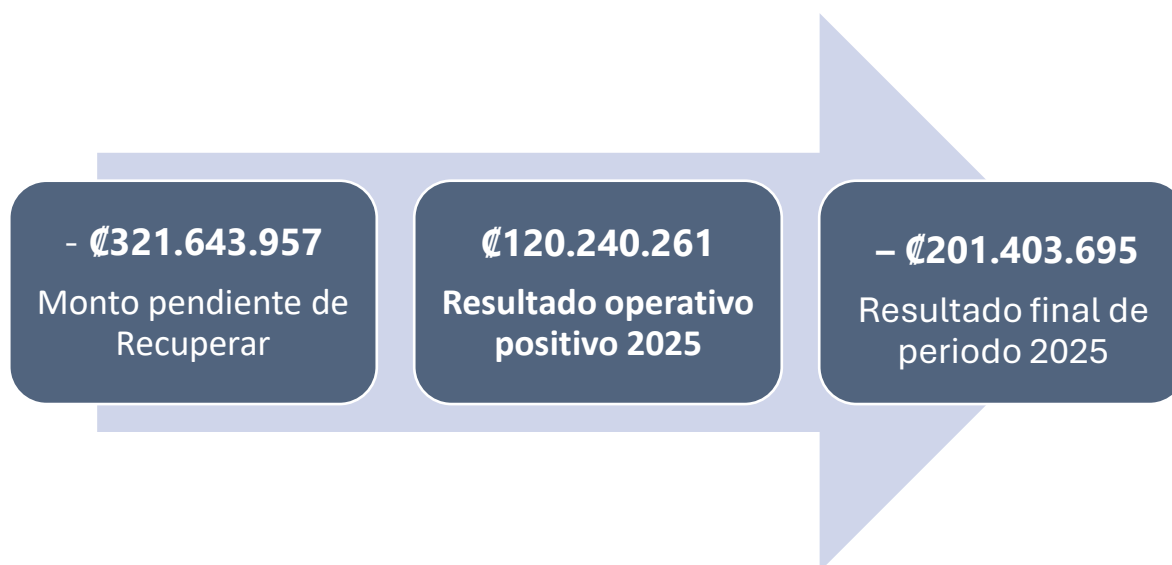 - ₡321.643.957
Monto pendiente de
Recuperar
₡120.240.261
Resultado operativo
positivo 2025
– ₡201.403.695
Resultado final de
periodo 2025